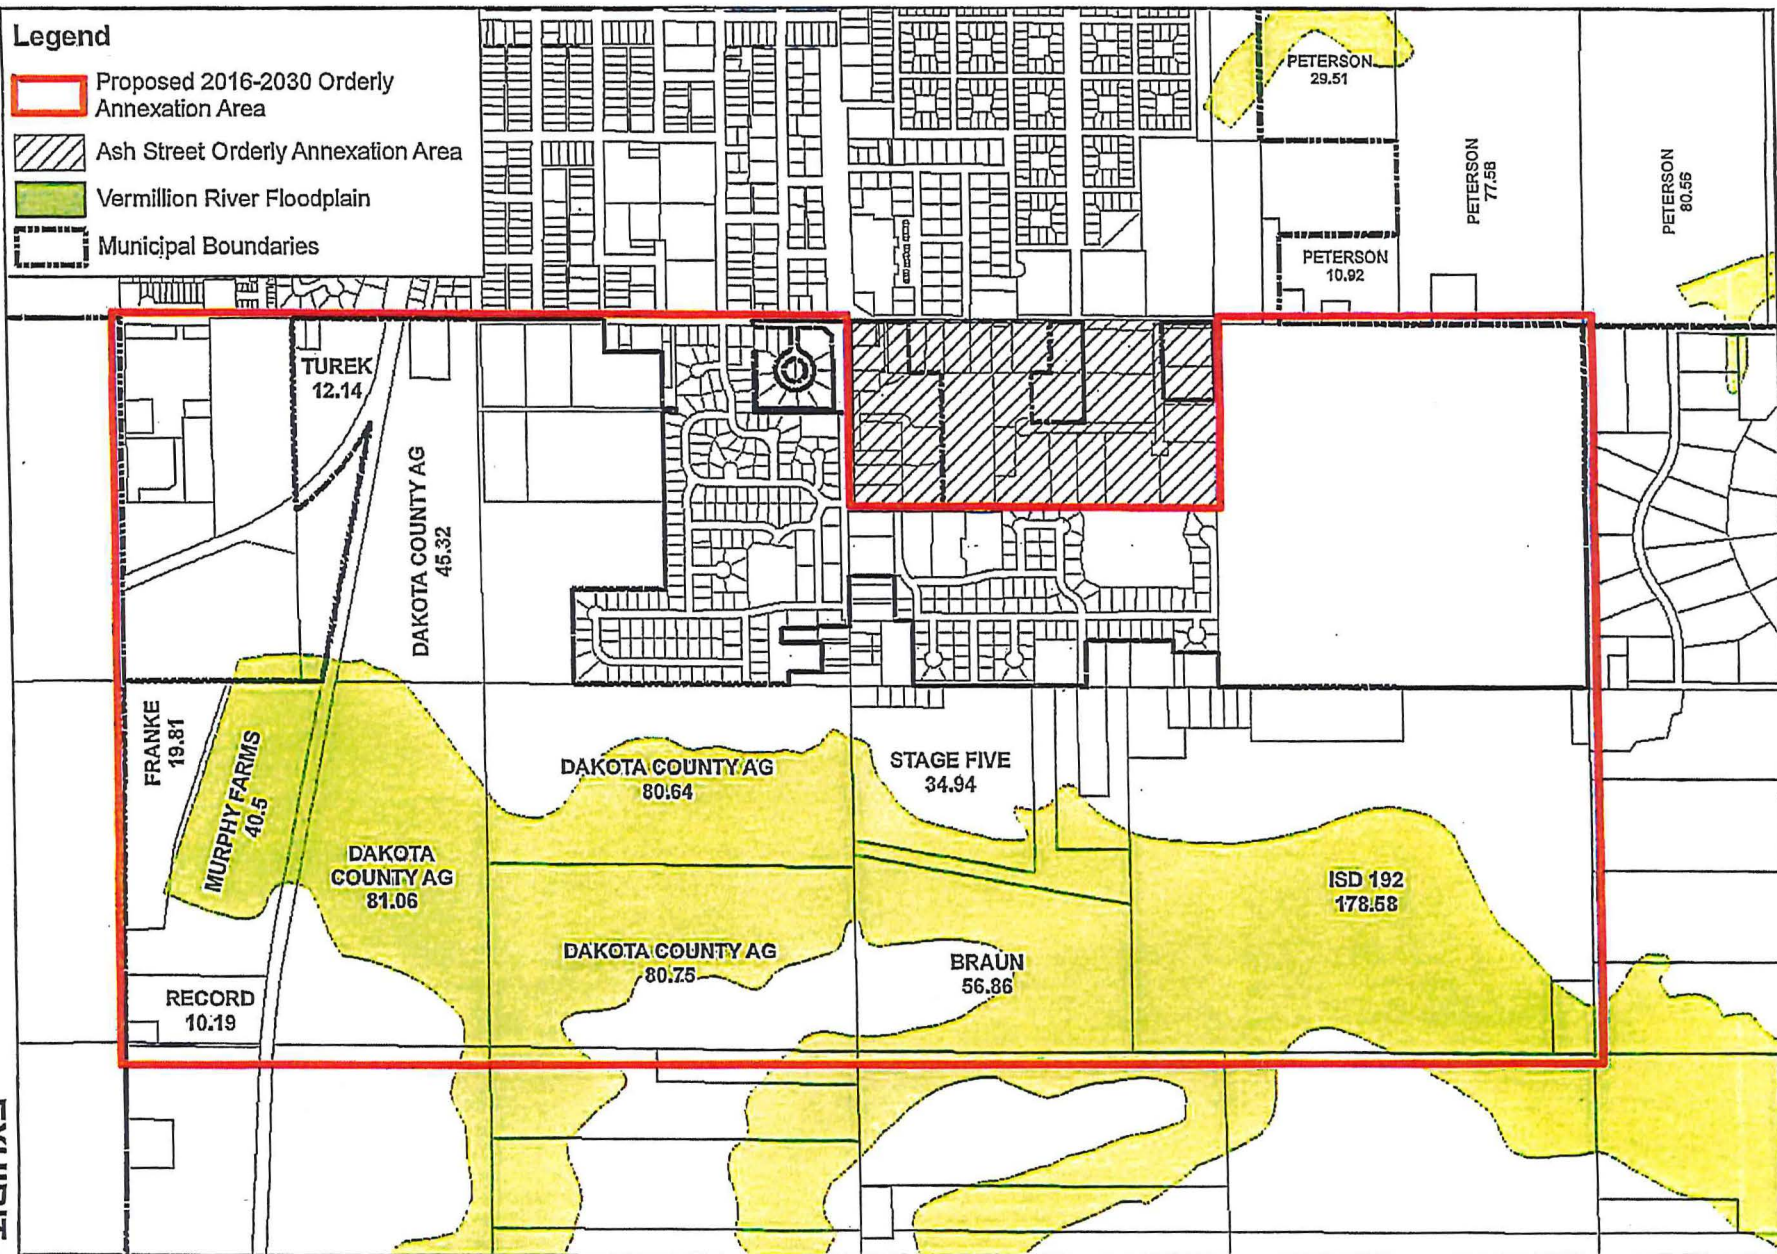 Legend
Proposed 2016-2030 Orderly
Annexation Area
Ash Street Orderly Annexation Area
Vermillion River Floodplain
Municipal Boundaries
PETERSON
29.51
PETERSON
77.58
PETERSON
80.56
PETERSON
10.92
TUREK
12.14
DAKOTA COUNTY AG
45.32
FRANKE
19.81
MURPHY FARMS
40.5
DAKOTA COUNTY AG
80.64
STAGE FIVE
34.94
DAKOTA
COUNTY AG
81.06
ISD 192
178.58
DAKOTA COUNTY AG
80.75
BRAUN
56.86
RECORD
10.19